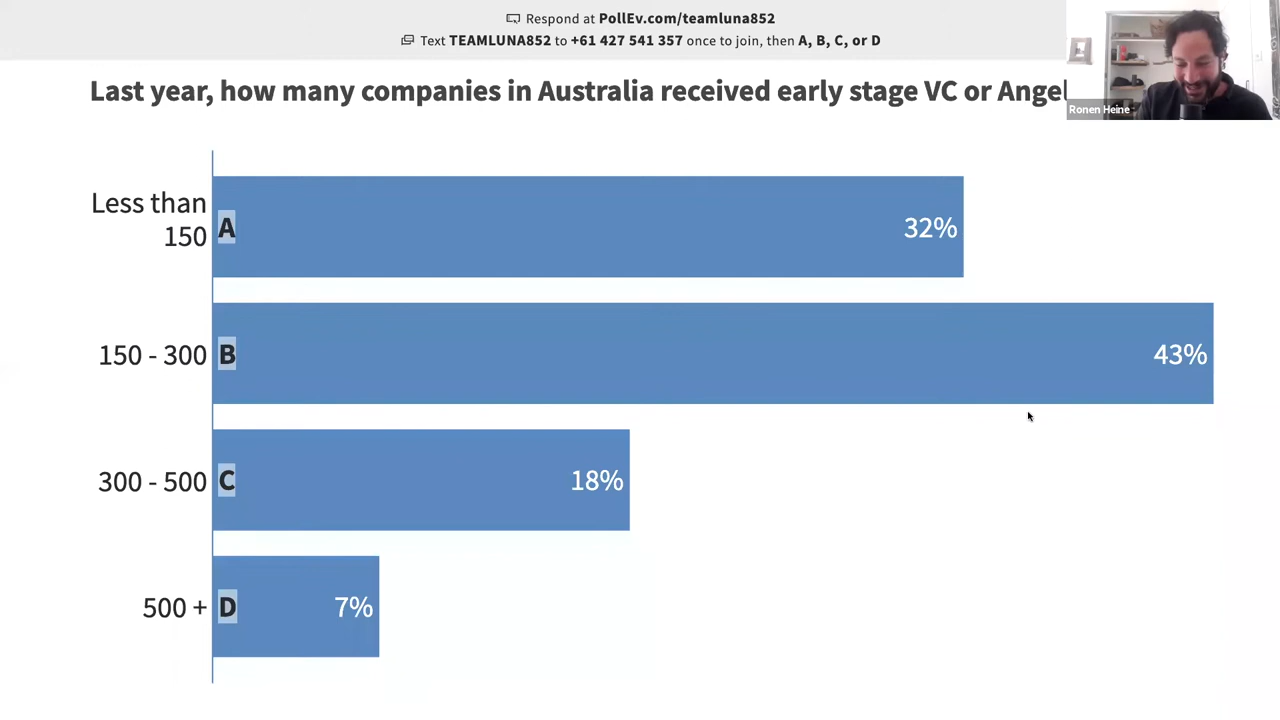 Respond at PollEv.com/teamluna852
Text TEAMLUNA852 to +61 427 541 357 once to join, then A, B, C, or D
Last year, how many companies in Australia received early stage VC or Angel
Ronen Heine
Less than
150
A
32%
150 - 300
B
43%
300 - 500
C
18%
500 +
D
7%